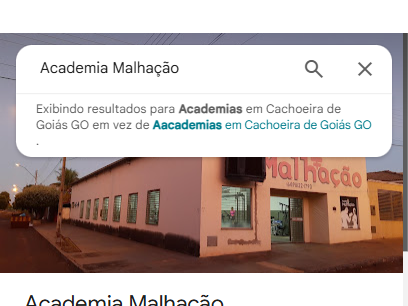 Academia Malhação
Exibindo resultados para Academias em Cachoeira de
Goiás GO em vez de Aacademias em Cachoeira de Goiás GO
.
Malhação
Academia Malhação